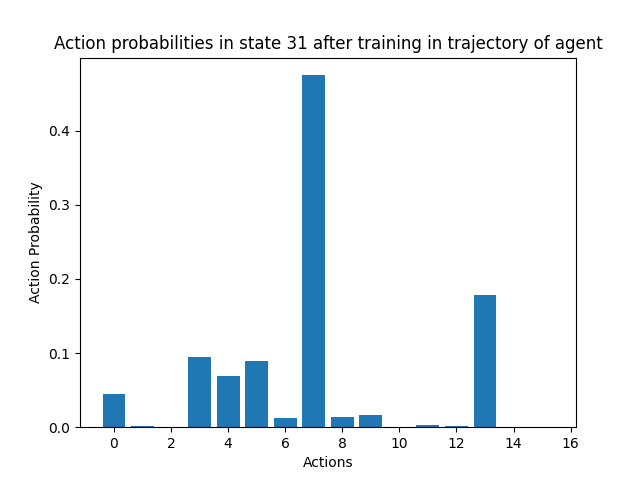 Action probabilities in state 31 after training in trajectory of agent
0.4
0.3
0.2
0.1
0.0
Action Probability
0 2 4 6 8 10 12 14 16
Actions